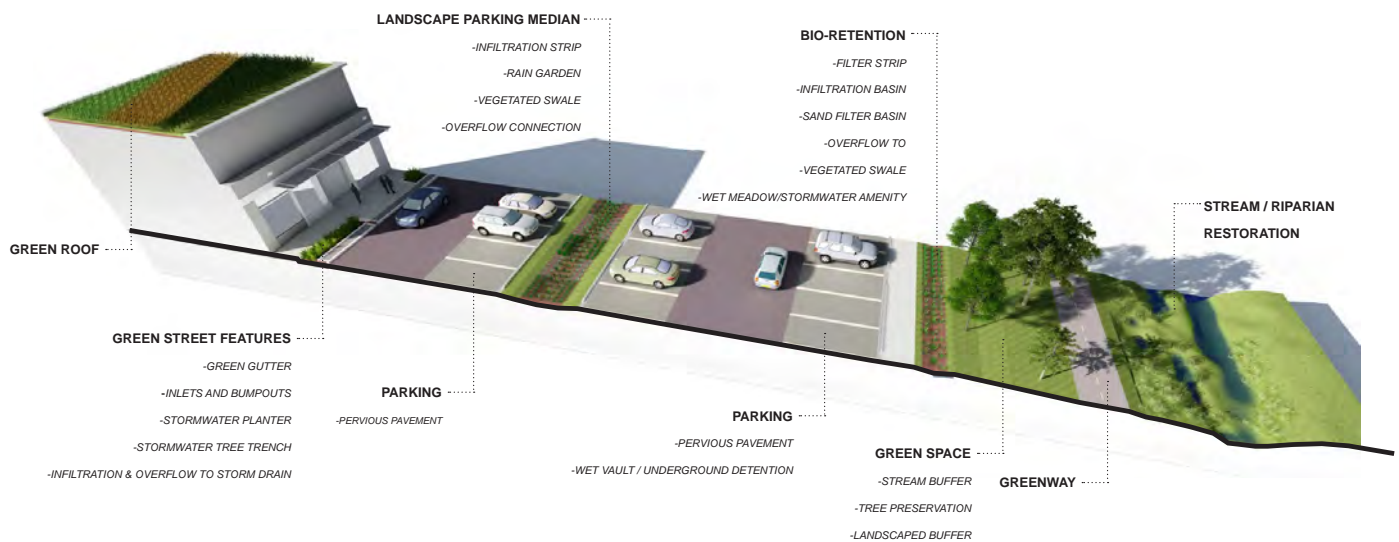 LANDSCAPE PARKING MEDIAN
-INFILTRATION STRIP
-RAIN GARDEN
-VEGETATED SWALE
-OVERFLOW CONNECTION
BIO-RETENTION
-FILTER STRIP
-INFILTRATION BASIN
-SAND FILTER BASIN
-OVERFLOW TO
-VEGETATED SWALE
-WET MEADOW/STORMWATER AMENITY
STREAM / RIPARIAN
RESTORATION
GREEN ROOF
GREEN STREET FEATURES
-GREEN GUTTER
-INLETS AND BUMPOUTS
-STORMWATER PLANTER
-STORMWATER TREE TRENCH
-INFILTRATION & OVERFLOW TO STORM DRAIN
PARKING
-PERVIOUS PAVEMENT
PARKING
-PERVIOUS PAVEMENT
-WET VAULT / UNDERGROUND DETENTION
GREEN SPACE
-STREAM BUFFER
-TREE PRESERVATION
-LANDSCAPED BUFFER
GREENWAY